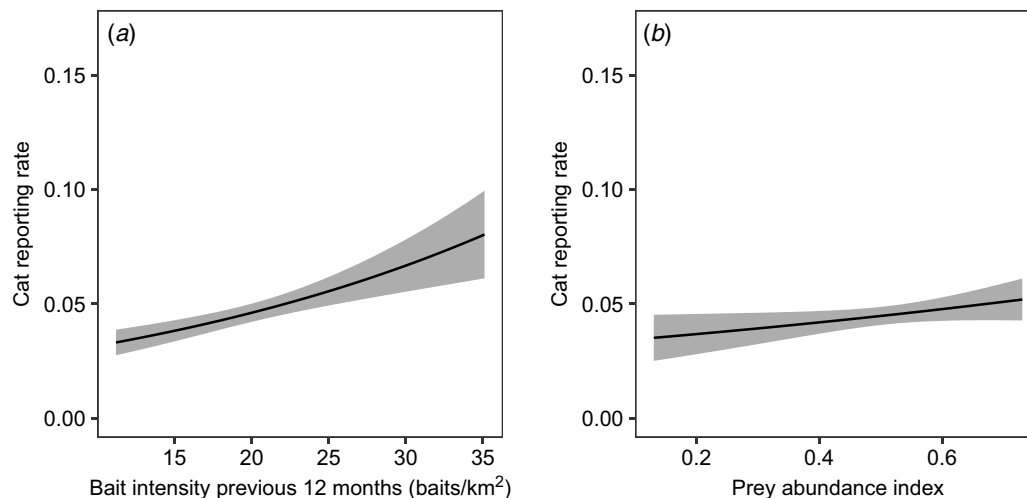 (a)
0.15
0.10
0.05
0.00
Cat reporting rate
15 20 25 30 35
Bait intensity previous 12 months (baits/km²)
(b)
0.15
0.10
0.05
0.00
Cat reporting rate
0.2 0.4 0.6
Prey abundance index